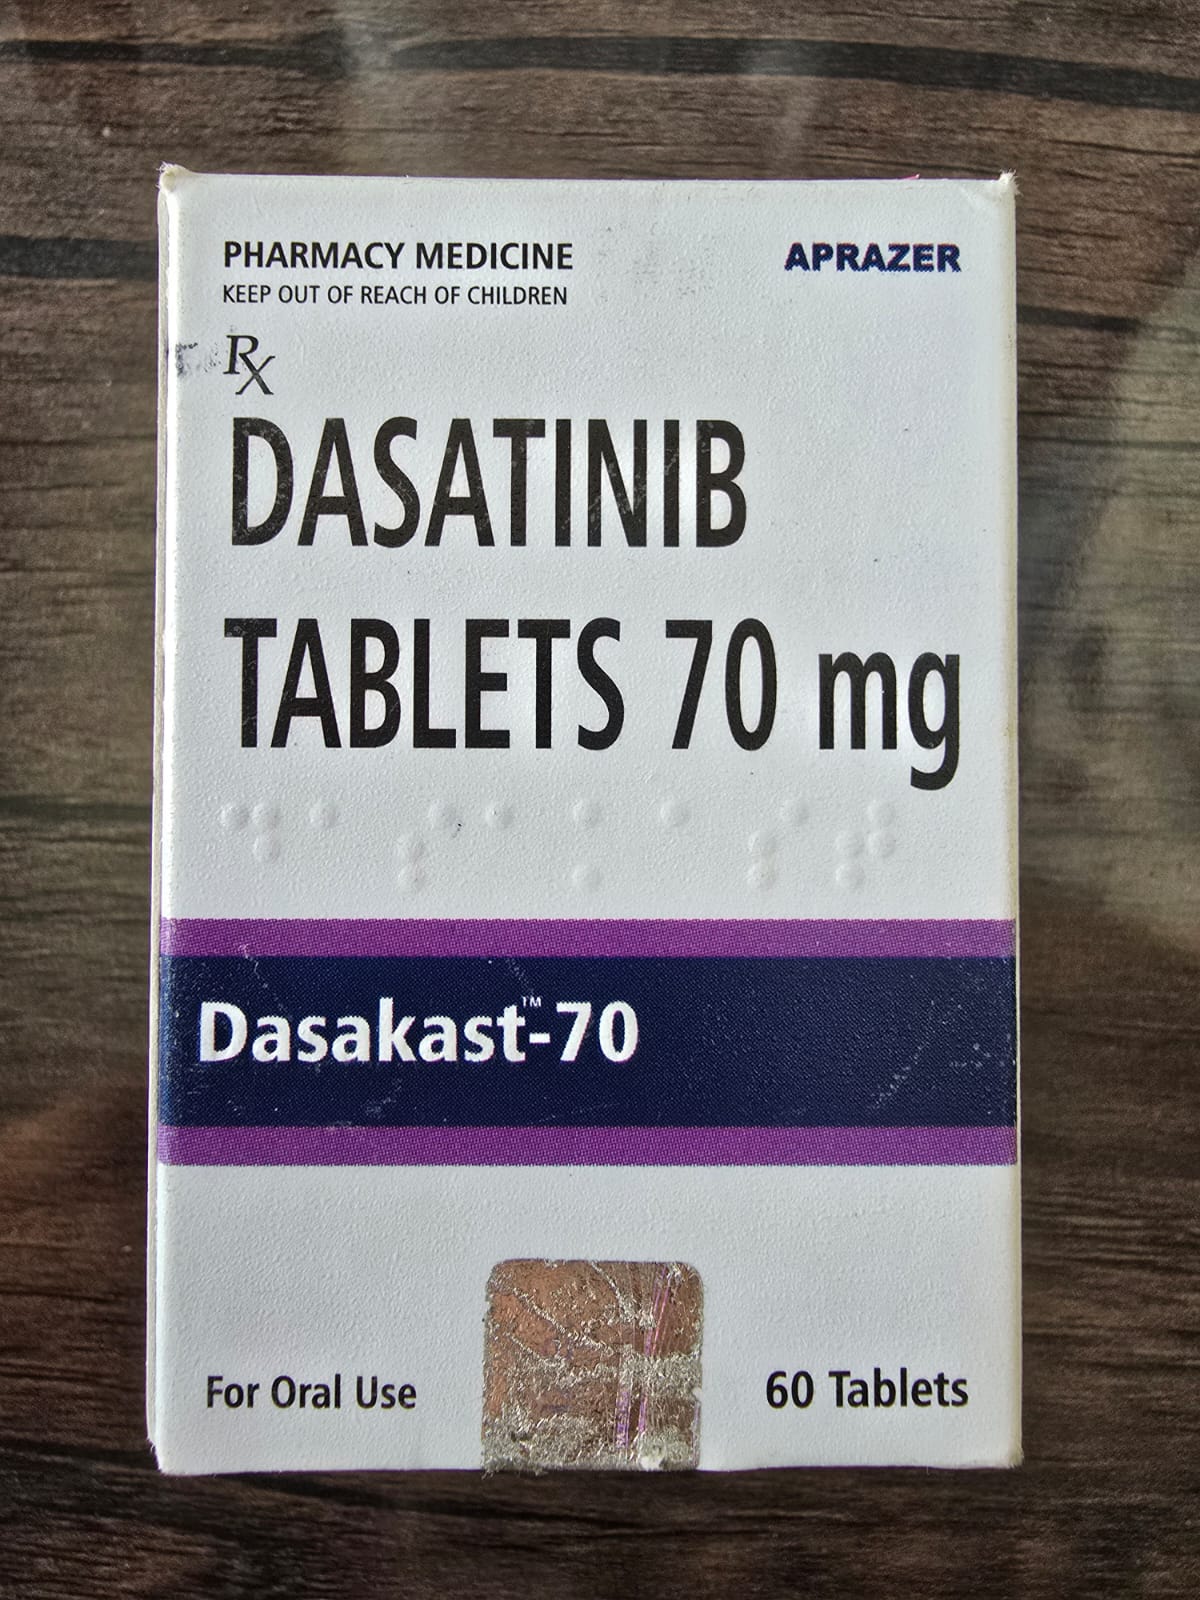 PHARMACY MEDICINE
APRAZER
KEEP OUT OF REACH OF CHILDREN
Rx
DASATINIB
TABLETS 70 mg
Dasakast™-70
For Oral Use
60 Tablets